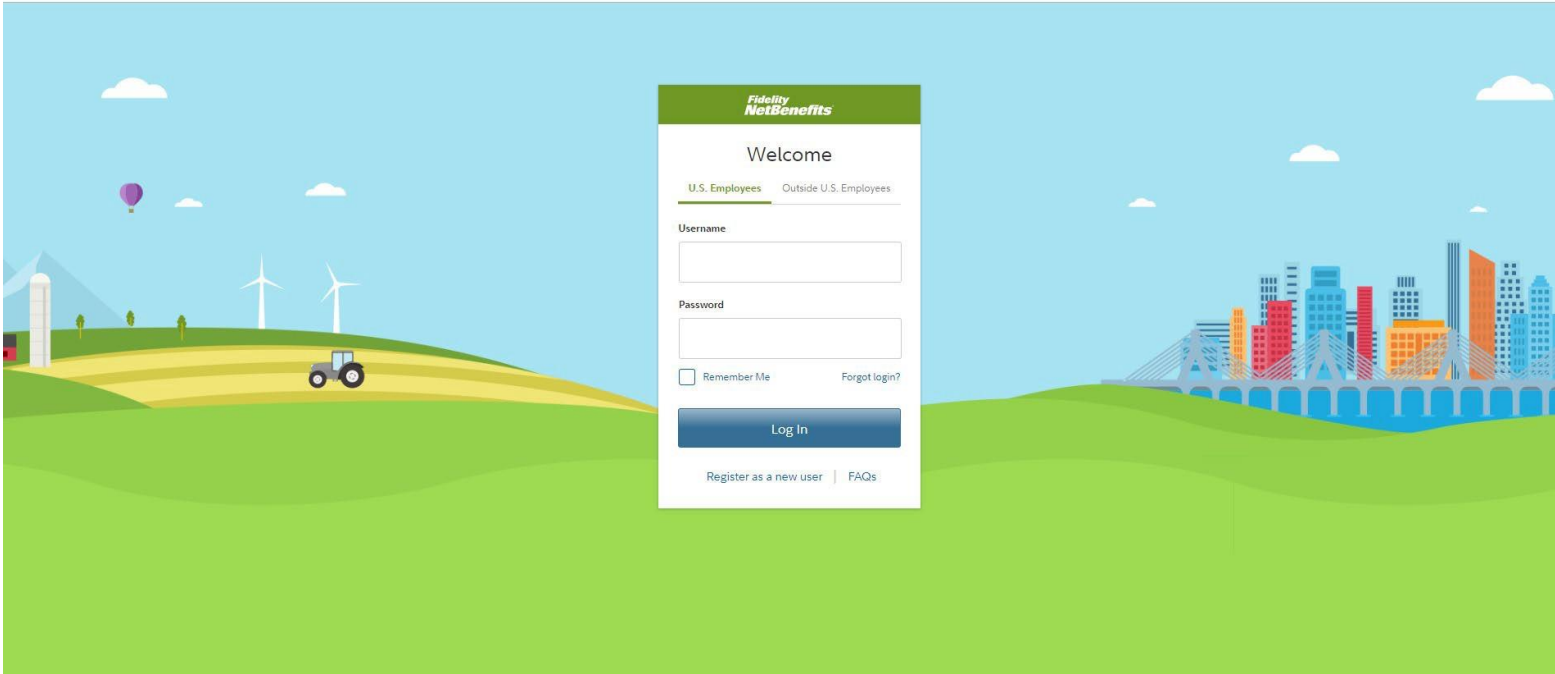 Fidelity
NetBenefits
Welcome
U.S. Employees Outside U.S. Employees
Username
Password
Remember Me Forgot login?
Log In
Register as a new user | FAQs